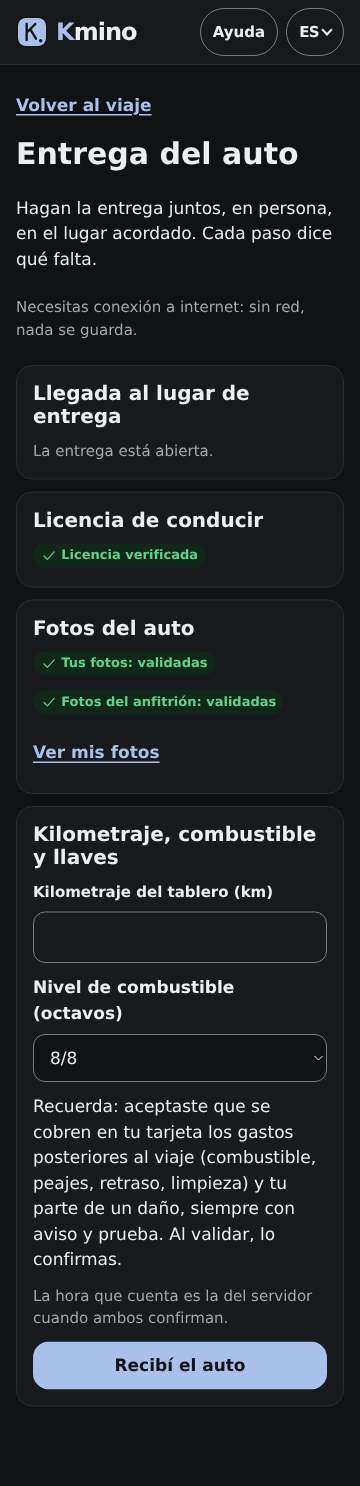 K. Kmino
Ayuda
ES
Volver al viaje
Entrega del auto
Hagan la entrega juntos, en persona,
en el lugar acordado. Cada paso dice
qué falta.
Necesitas conexión a internet: sin red,
nada se guarda.
Llegada al lugar de
entrega
La entrega está abierta.
Licencia de conducir
Licencia verificada
Fotos del auto
Tus fotos: validadas
Fotos del anfitrión: validadas
Ver mis fotos
Kilometraje, combustible
y llaves
Kilometraje del tablero (km)
Nivel de combustible
(octavos)
8/8
Recuerda: aceptaste que se
cobren en tu tarjeta los gastos
posteriores al viaje (combustible,
peajes, retraso, limpieza) y tu
parte de un daño, siempre con
aviso y prueba. Al validar, lo
confirmas.
La hora que cuenta es la del servidor
cuando ambos confirman.
Recibí el auto